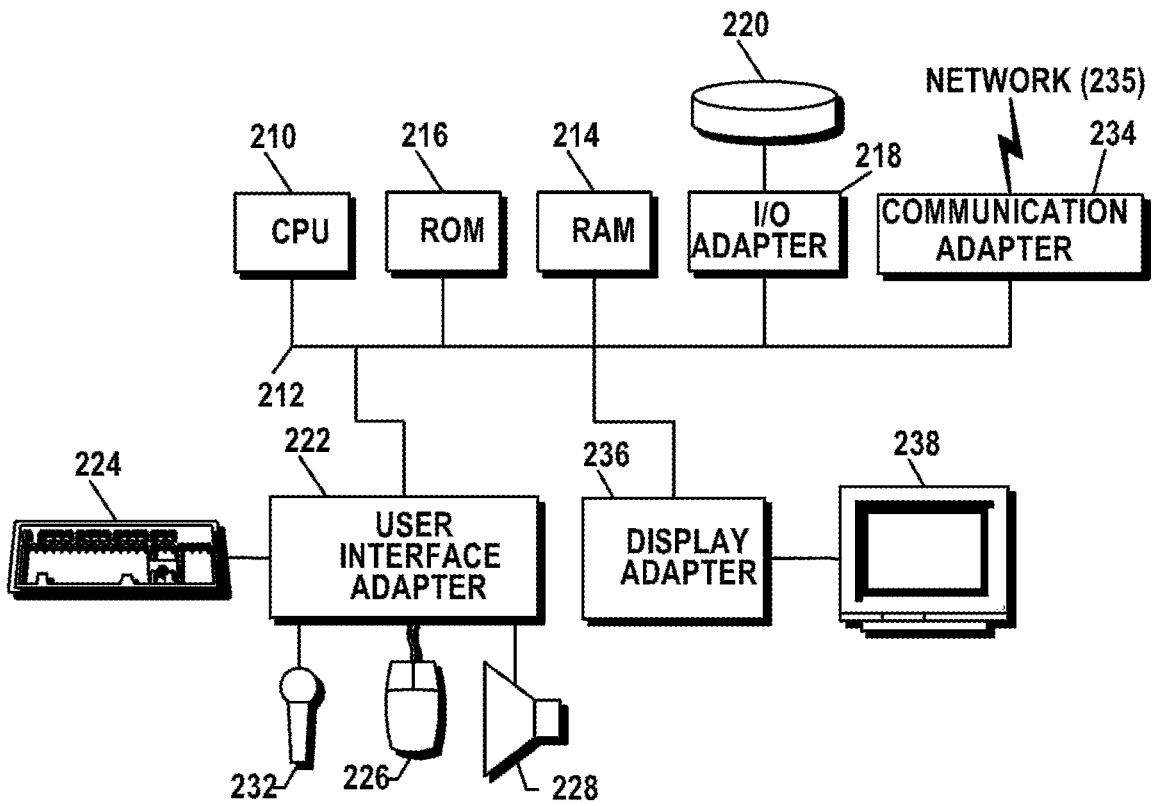 220
NETWORK (235)
210
216
214
218
234
CPU
ROM
RAM
I/O
ADAPTER
COMMUNICATION
ADAPTER
212
222
236
238
224
USER
INTERFACE
ADAPTER
DISPLAY
ADAPTER
232
226
228